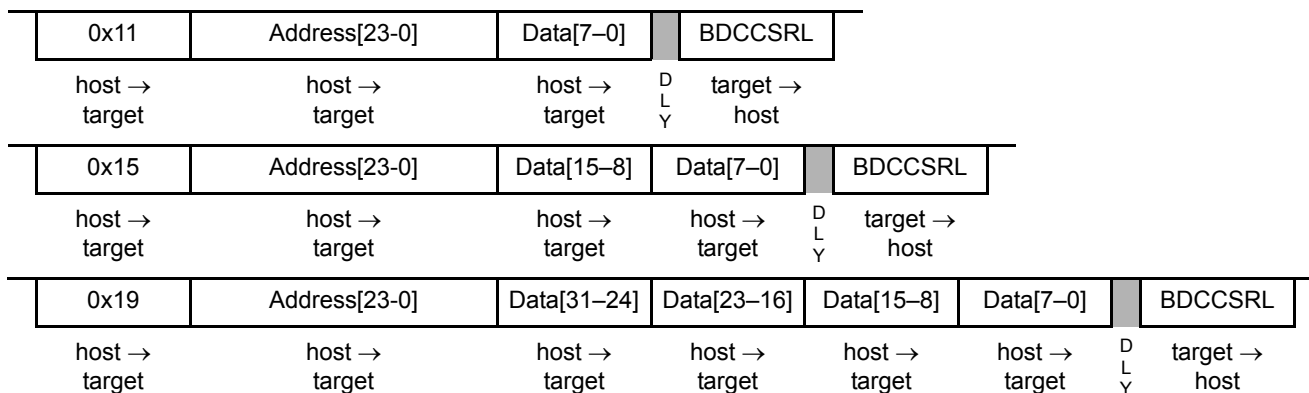 0x11 Address[23-0] Data[7–0] BDCCSRL
host → host → host → D target →
target target target L host
Y
0x15 Address[23-0] Data[15–8] Data[7–0] BDCCSRL
host → host → host → host → D target →
target target target target L host
Y
0x19 Address[23-0] Data[31–24] Data[23–16] Data[15–8] Data[7–0] BDCCSRL
host → host → host → host → host → host → D target →
target target target target target target L host
Y